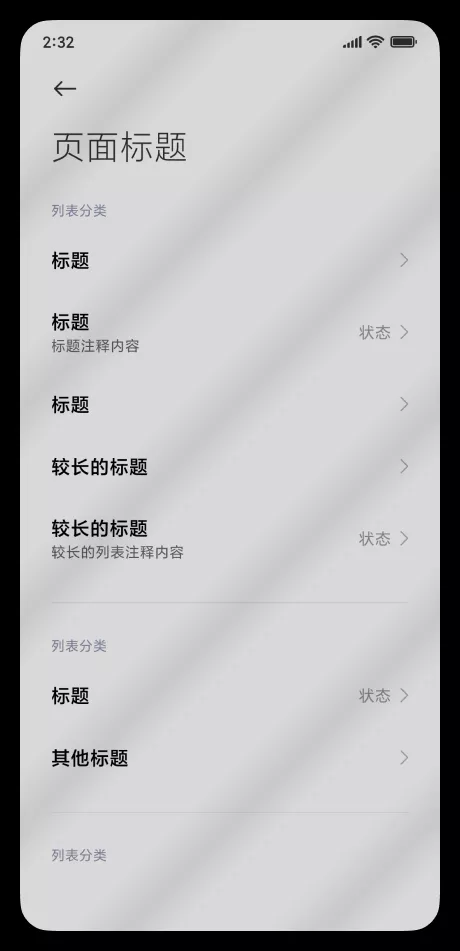 2:32
页面标题
列表分类
标题
标题
状态
标题注释内容
标题
较长的标题
较长的标题
状态
较长的列表注释内容
列表分类
标题
状态
其他标题
列表分类